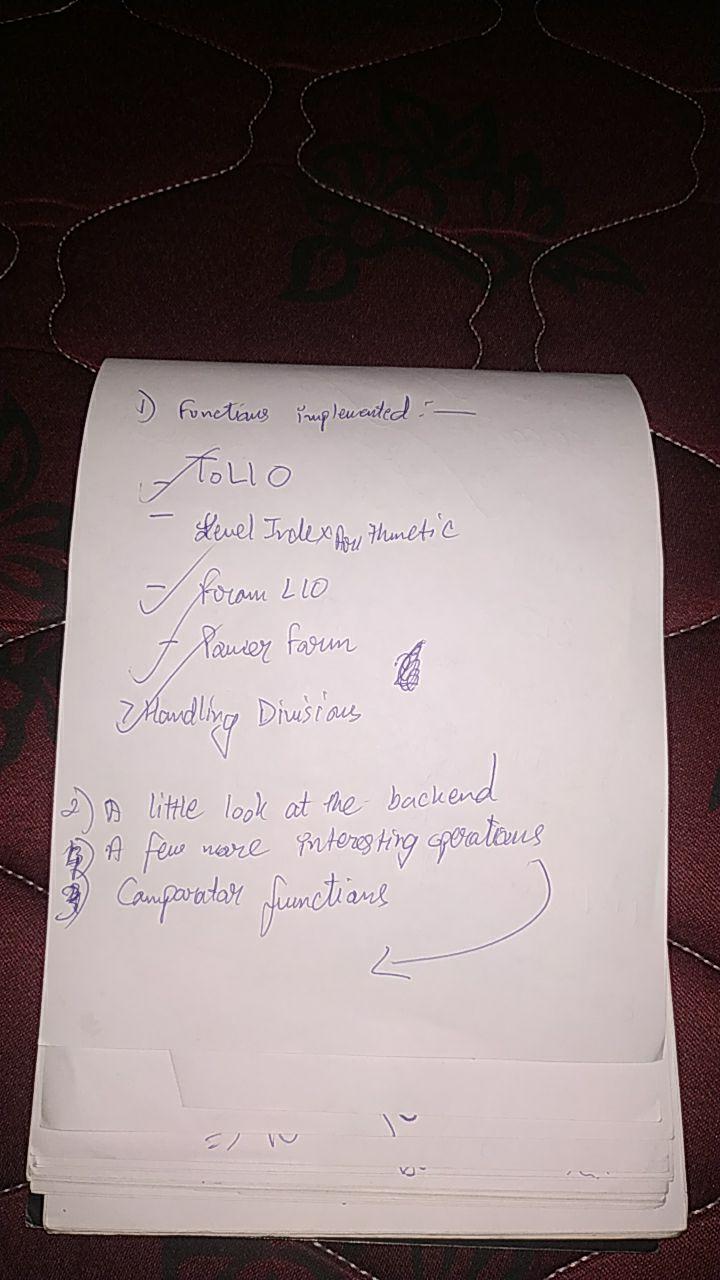 1) Functions implemented :—
- ToLIO
- Level Index Arithmetic
- From LIO
- Power Form
Handling Divisions
2) A little look at the backend
4) A few more interesting operations
3) Comparator functions